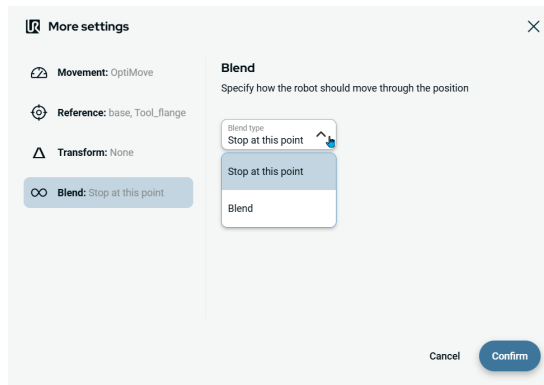 UR More settings
Movement: OptiMove
Reference: base, Tool_flange
Transform: None
Blend: Stop at this point
Blend
Specify how the robot should move through the position
Blend type
Stop at this point
Stop at this point
Blend
Cancel
Confirm